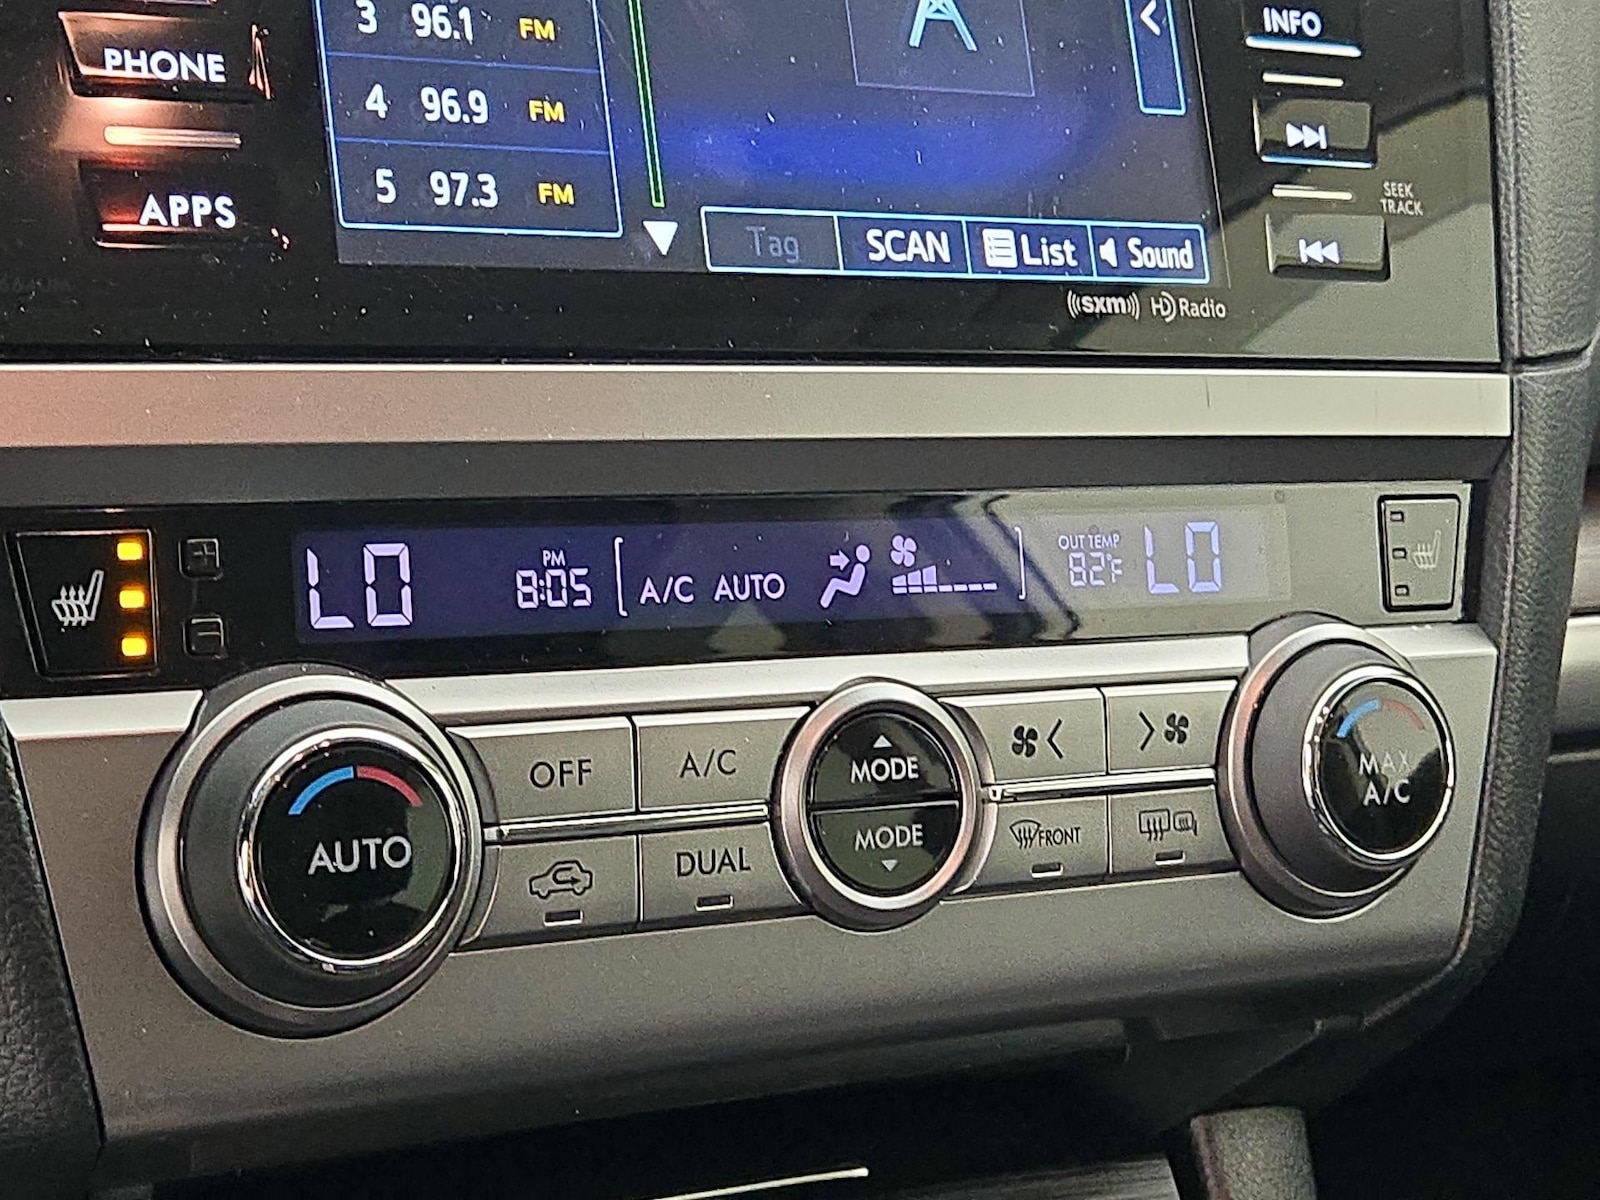 3 96.1 FM
4 96.9 FM
5 97.3 FM
PHONE
APPS
Tag SCAN List Sound
INFO
SEEK
TRACK
((sxm)) HD Radio
LO PM 8:05 A/C AUTO OUT TEMP 82°F LO
AUTO
OFF A/C
DUAL
MODE
MODE
FRONT
MAX
A/C